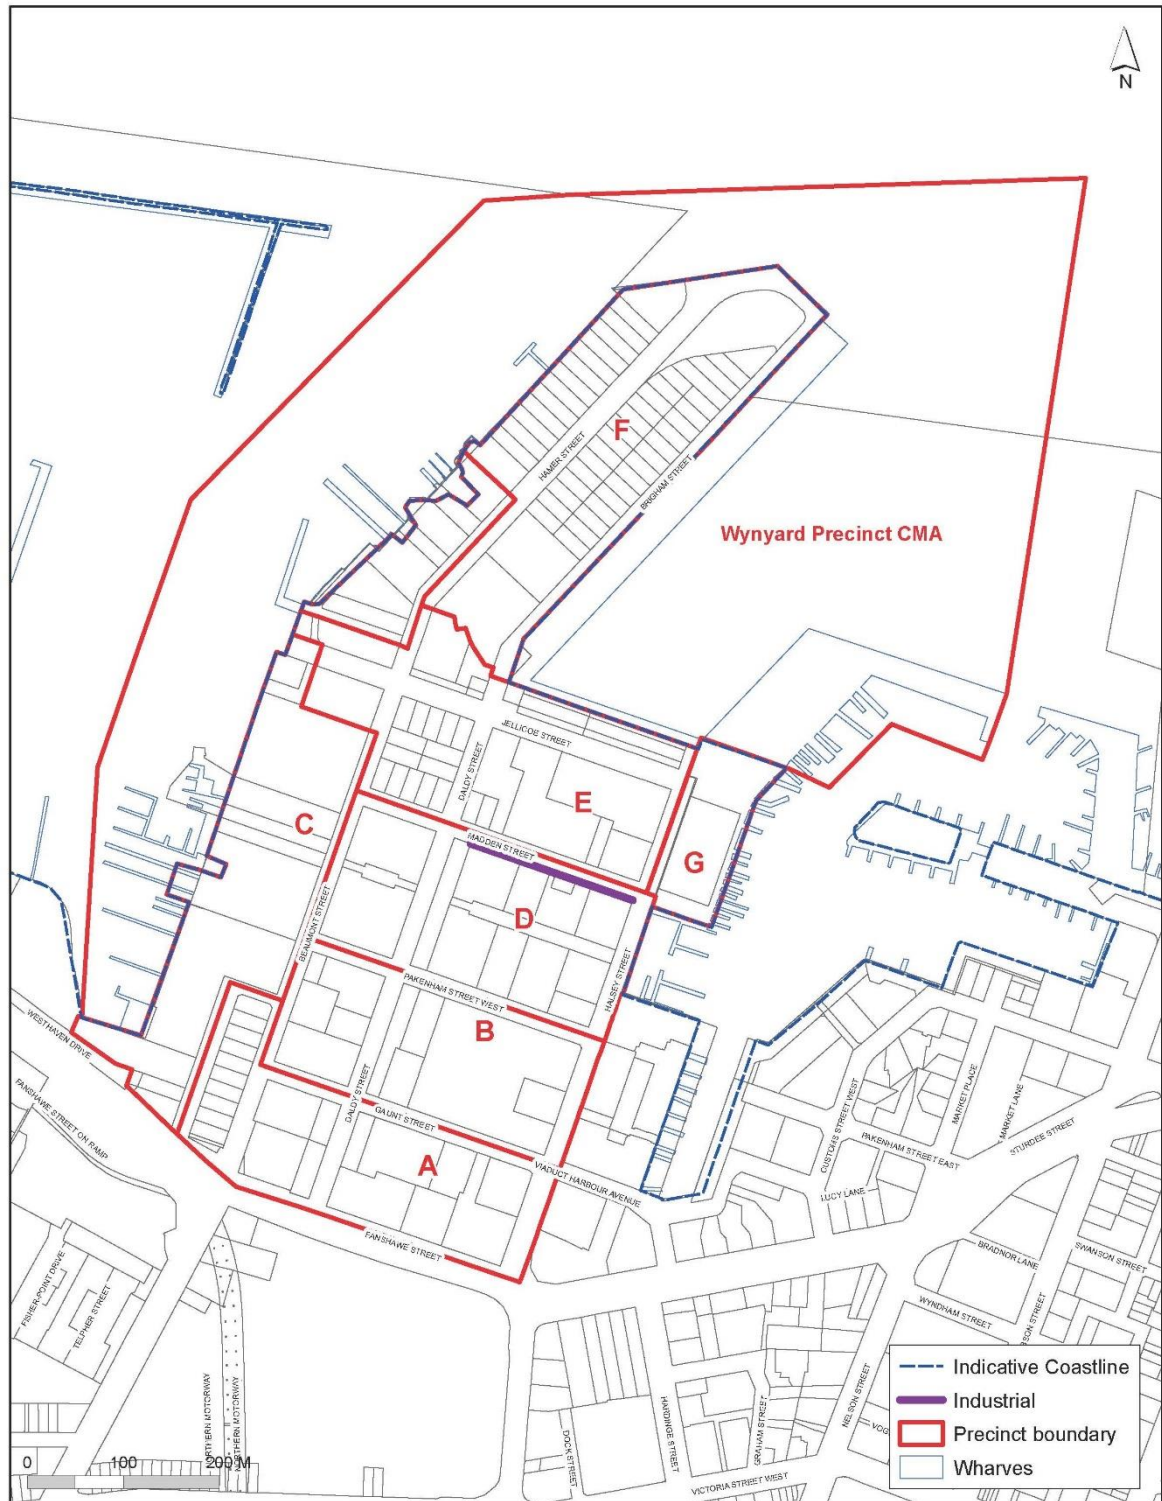 N
F
HAMER STREET
BRIGHAM STREET
Wynyard Precinct CMA
JELLICOE STREET
DALDY STREET
E
C
MADDEN STREET
G
D
BEAUMONT STREET
HALSEY STREET
PAKENHAM STREET WEST
B
WESTHAVEN DRIVE
FANSHAWE STREET ON RAMP
DALDY STREET
GAUNT STREET
A
VIADUCT HARBOUR AVENUE
FANSHAWE STREET
CUSTOMS STREET WEST
MARKET PLACE
MARKET LANE
PAKENHAM STREET EAST
STURDEE STREET
LUCY LANE
BRADNOR LANE
SWANSON STREET
FISHER-POINT DRIVE
TELPHER STREET
WYNDHAM STREET
NELSON STREET
NORTHERN MOTORWAY
NORTHERN MOTORWAY
DOCK STREET
HARDINGE STREET
GRAHAM STREET
VICTORIA STREET WEST
Indicative Coastline
Industrial
Precinct boundary
Wharves
0 100 200 M